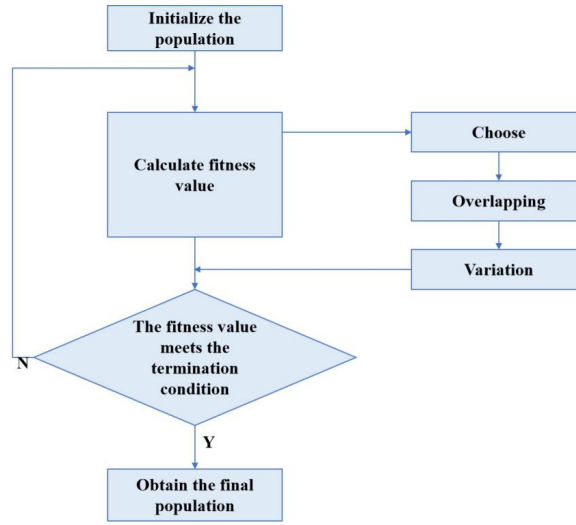 Initialize the
population
Calculate fitness
value
Choose
Overlapping
Variation
The fitness value
meets the
termination
condition
N
Y
Obtain the final
population